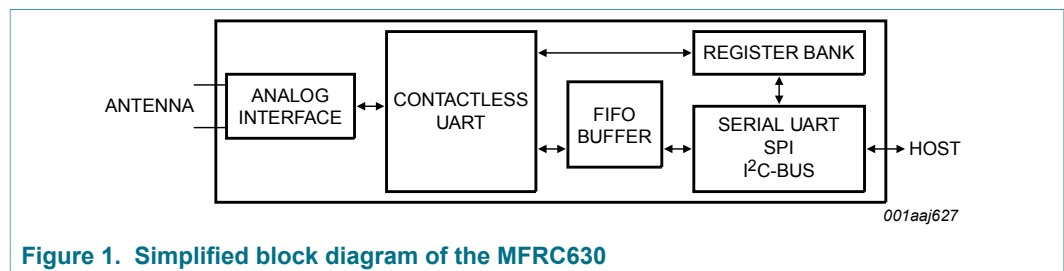 ANTENNA
ANALOG
INTERFACE
CONTACTLESS
UART
FIFO
BUFFER
REGISTER BANK
SERIAL UART
SPI
I²C-BUS
HOST
001aaj627
Figure 1. Simplified block diagram of the MFRC630